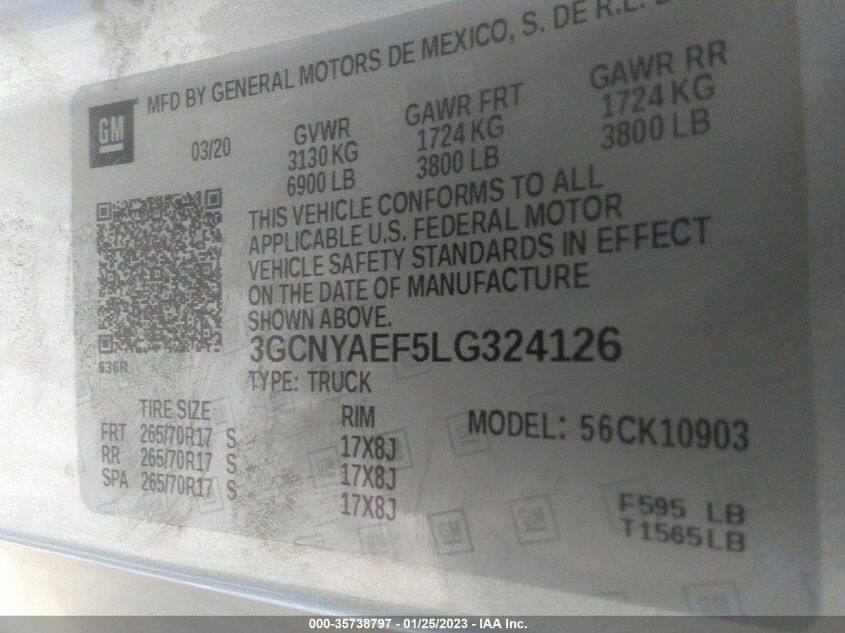 MFD BY GENERAL MOTORS DE MEXICO, S. DE R.L. D
GM
03/20
GVWR GAWR FRT GAWR RR
3130 KG 1724 KG 1724 KG
6900 LB 3800 LB 3800 LB
THIS VEHICLE CONFORMS TO ALL
APPLICABLE U.S. FEDERAL MOTOR
VEHICLE SAFETY STANDARDS IN EFFECT
ON THE DATE OF MANUFACTURE
SHOWN ABOVE.
636R
3GCNYAEF5LG324126
TYPE: TRUCK
TIRE SIZE RIM MODEL: 56CK10903
FRT 265/70R17 S 17X8J
RR 265/70R17 S 17X8J
SPA 265/70R17 S 17X8J
F595 LB
T1565LB
000-35738797 - 01/25/2023 - IAA Inc.